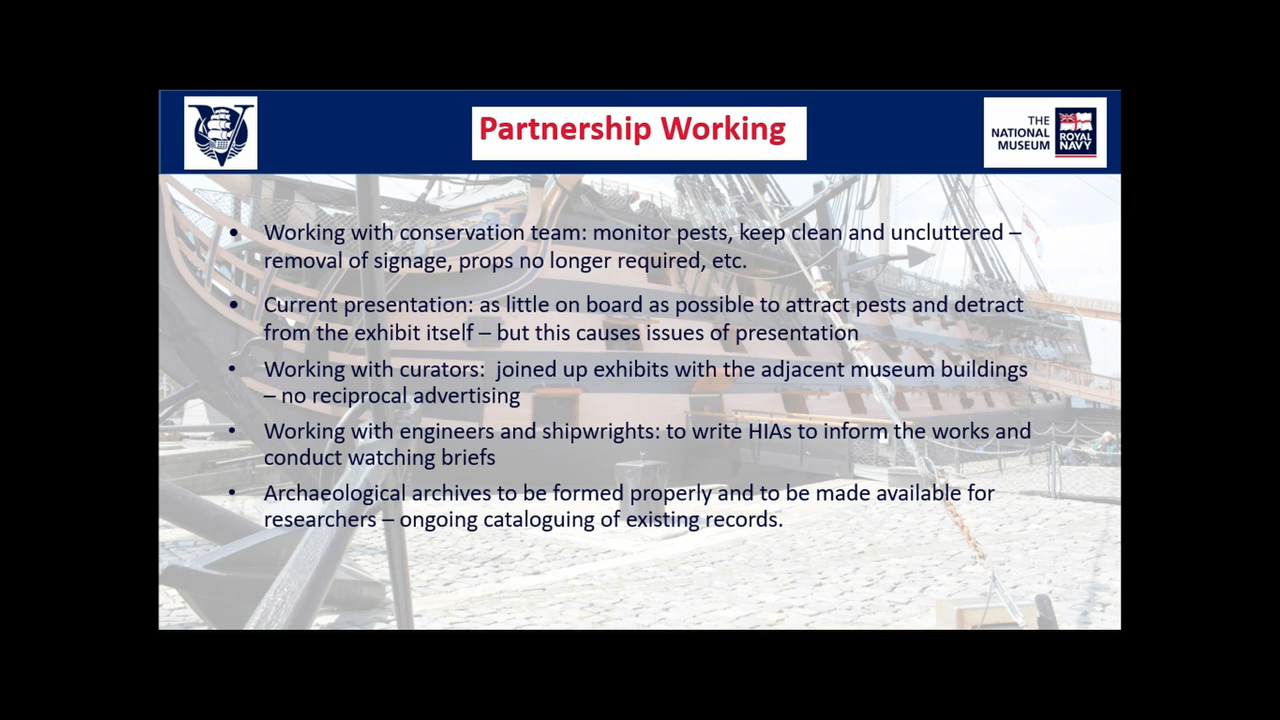 Partnership Working
THE
NATIONAL
MUSEUM
ROYAL
NAVY
• Working with conservation team: monitor pests, keep clean and uncluttered –
removal of signage, props no longer required, etc.
• Current presentation: as little on board as possible to attract pests and detract
from the exhibit itself – but this causes issues of presentation
• Working with curators:  joined up exhibits with the adjacent museum buildings
– no reciprocal advertising
• Working with engineers and shipwrights: to write HIAs to inform the works and
conduct watching briefs
• Archaeological archives to be formed properly and to be made available for
researchers – ongoing cataloguing of existing records.